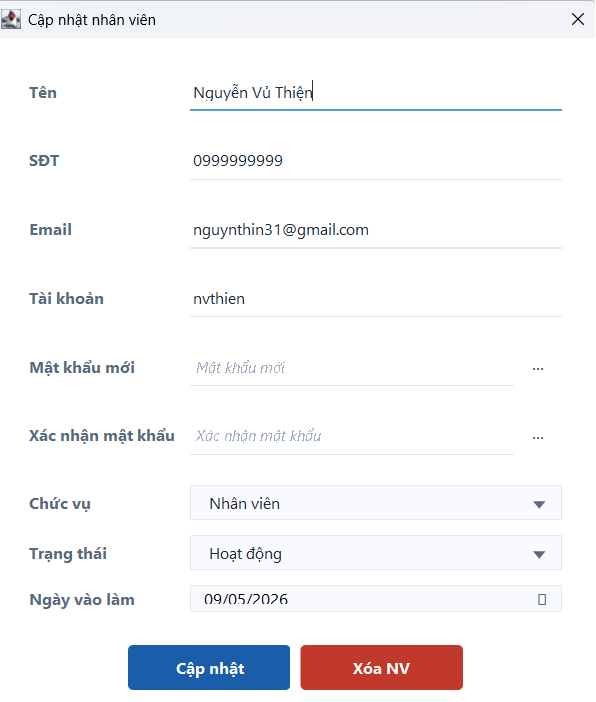 Cập nhật nhân viên
Tên Nguyễn Vủ Thiện
SĐT 0999999999
Email nguynthin31@gmail.com
Tài khoản nvthien
Mật khẩu mới Mật khẩu mới ...
Xác nhận mật khẩu Xác nhận mật khẩu ...
Chức vụ Nhân viên
Trạng thái Hoạt động
Ngày vào làm 09/05/2026
Cập nhật Xóa NV